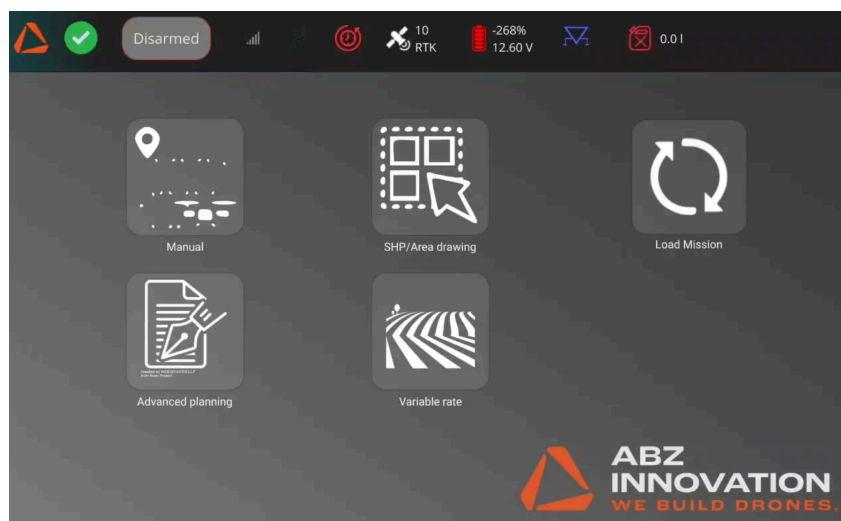 Disarmed
10
RTK
-268%
12.60 V
0.0 l
Manual
SHP/Area drawing
Load Mission
Advanced planning
Variable rate
ABZ
INNOVATION
WE BUILD DRONES.